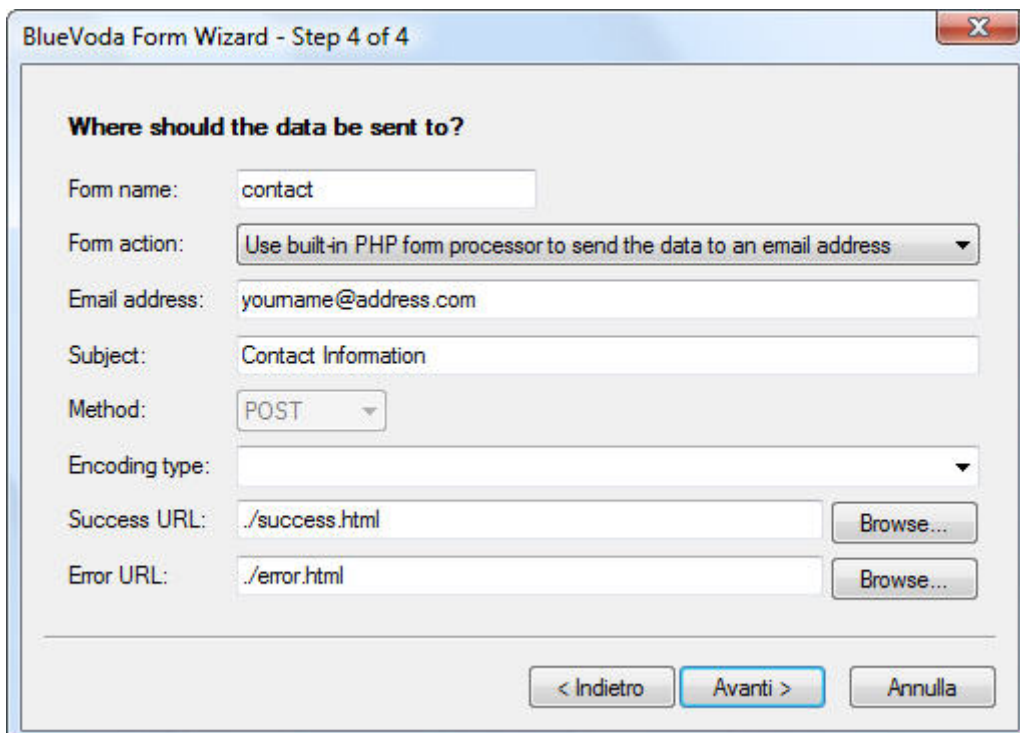 BlueVoda Form Wizard - Step 4 of 4
Where should the data be sent to?
Form name: contact
Form action: Use built-in PHP form processor to send the data to an email address
Email address: yourname@address.com
Subject: Contact Information
Method: POST
Encoding type:
Success URL: ./success.html Browse...
Error URL: ./error.html Browse...
< Indietro Avanti > Annulla